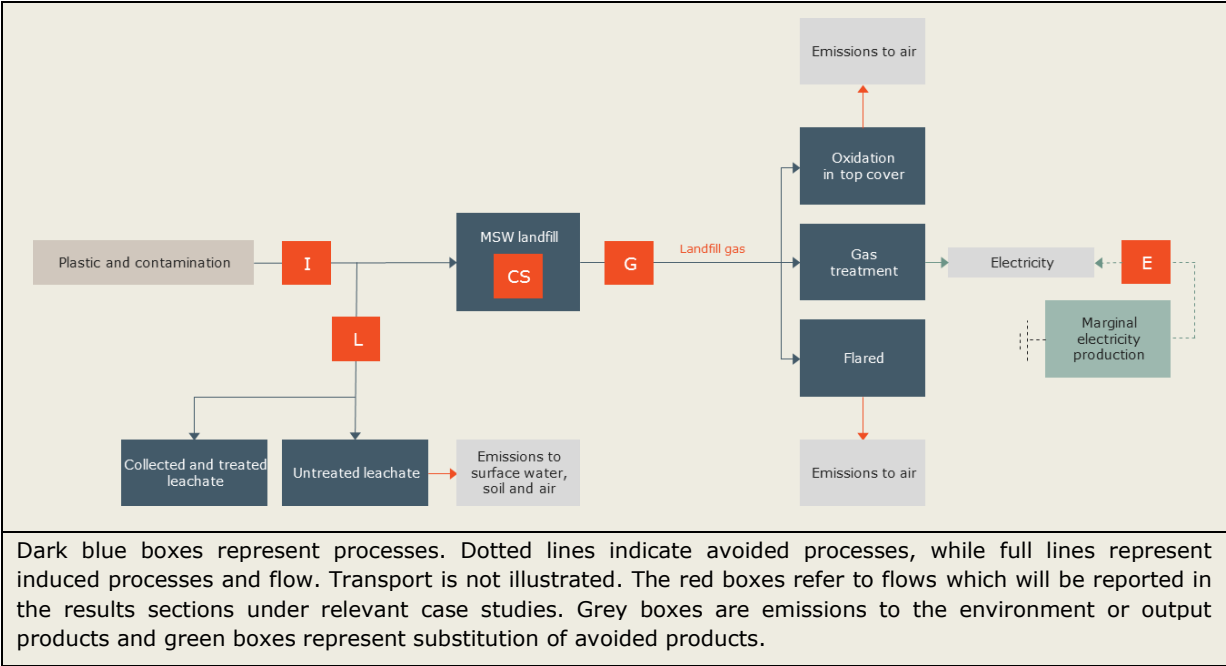 Emissions to air
Oxidation
in top cover
MSW landfill
CS
Plastic and contamination
I
G
Landfill gas
Gas
treatment
Electricity
E
L
Marginal
electricity
production
Flared
Collected and treated
leachate
Untreated leachate
Emissions to
surface water,
soil and air
Emissions to air
Dark blue boxes represent processes. Dotted lines indicate avoided processes, while full lines represent
induced processes and flow. Transport is not illustrated. The red boxes refer to flows which will be reported in
the results sections under relevant case studies. Grey boxes are emissions to the environment or output
products and green boxes represent substitution of avoided products.